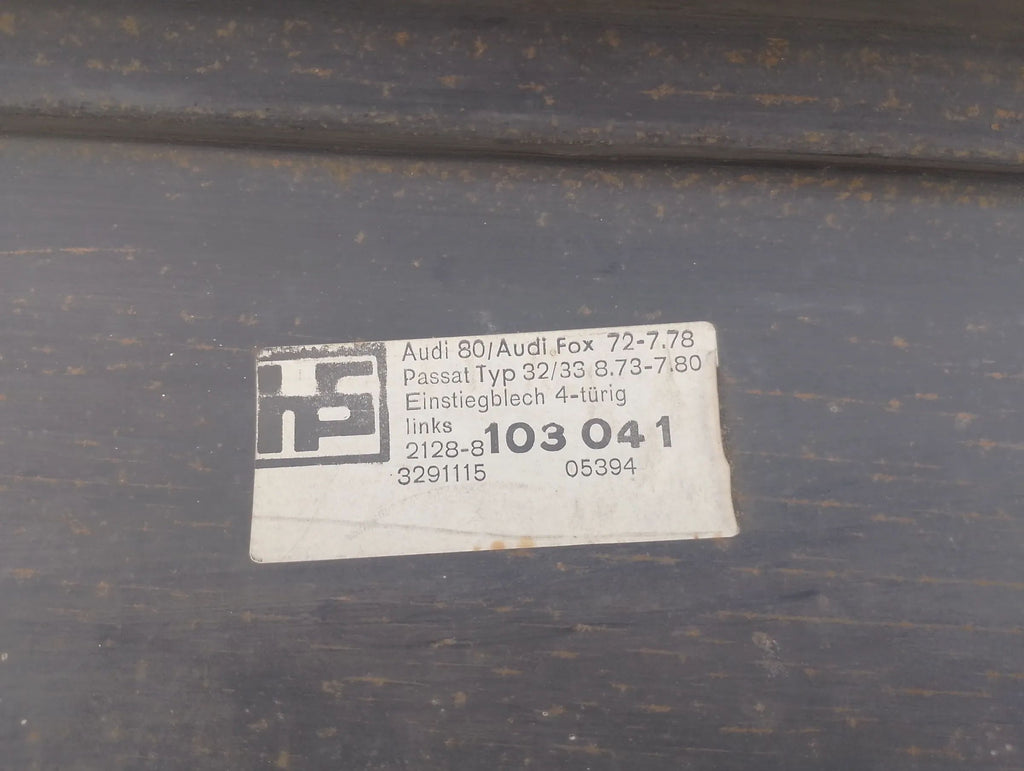 Audi 80/Audi Fox 72-7.78
Passat Typ 32/33 8.73-7.80
Einstiegblech 4-türig
links
2128-8 103 041
3291115 05394